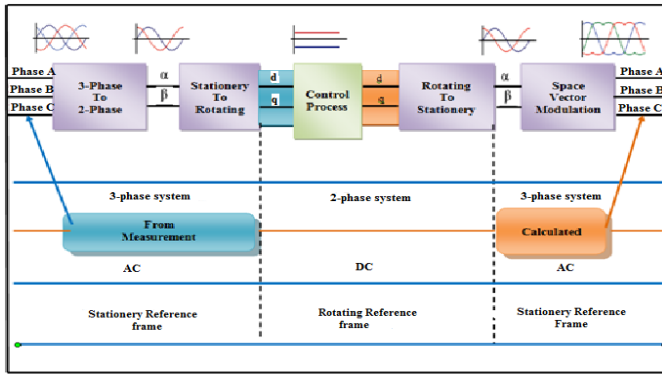 Phase A
Phase B
Phase C
3-Phase
To
2-Phase
α
β
Stationery
To
Rotating
d
q
Control
Process
d
q
Rotating
To
Stationery
α
β
Space
Vector
Modulation
Phase A
Phase B
Phase C
3-phase system
2-phase system
3-phase system
From
Measurement
Calculated
AC
DC
AC
Stationery Reference
frame
Rotating Reference
frame
Stationery Reference
Frame